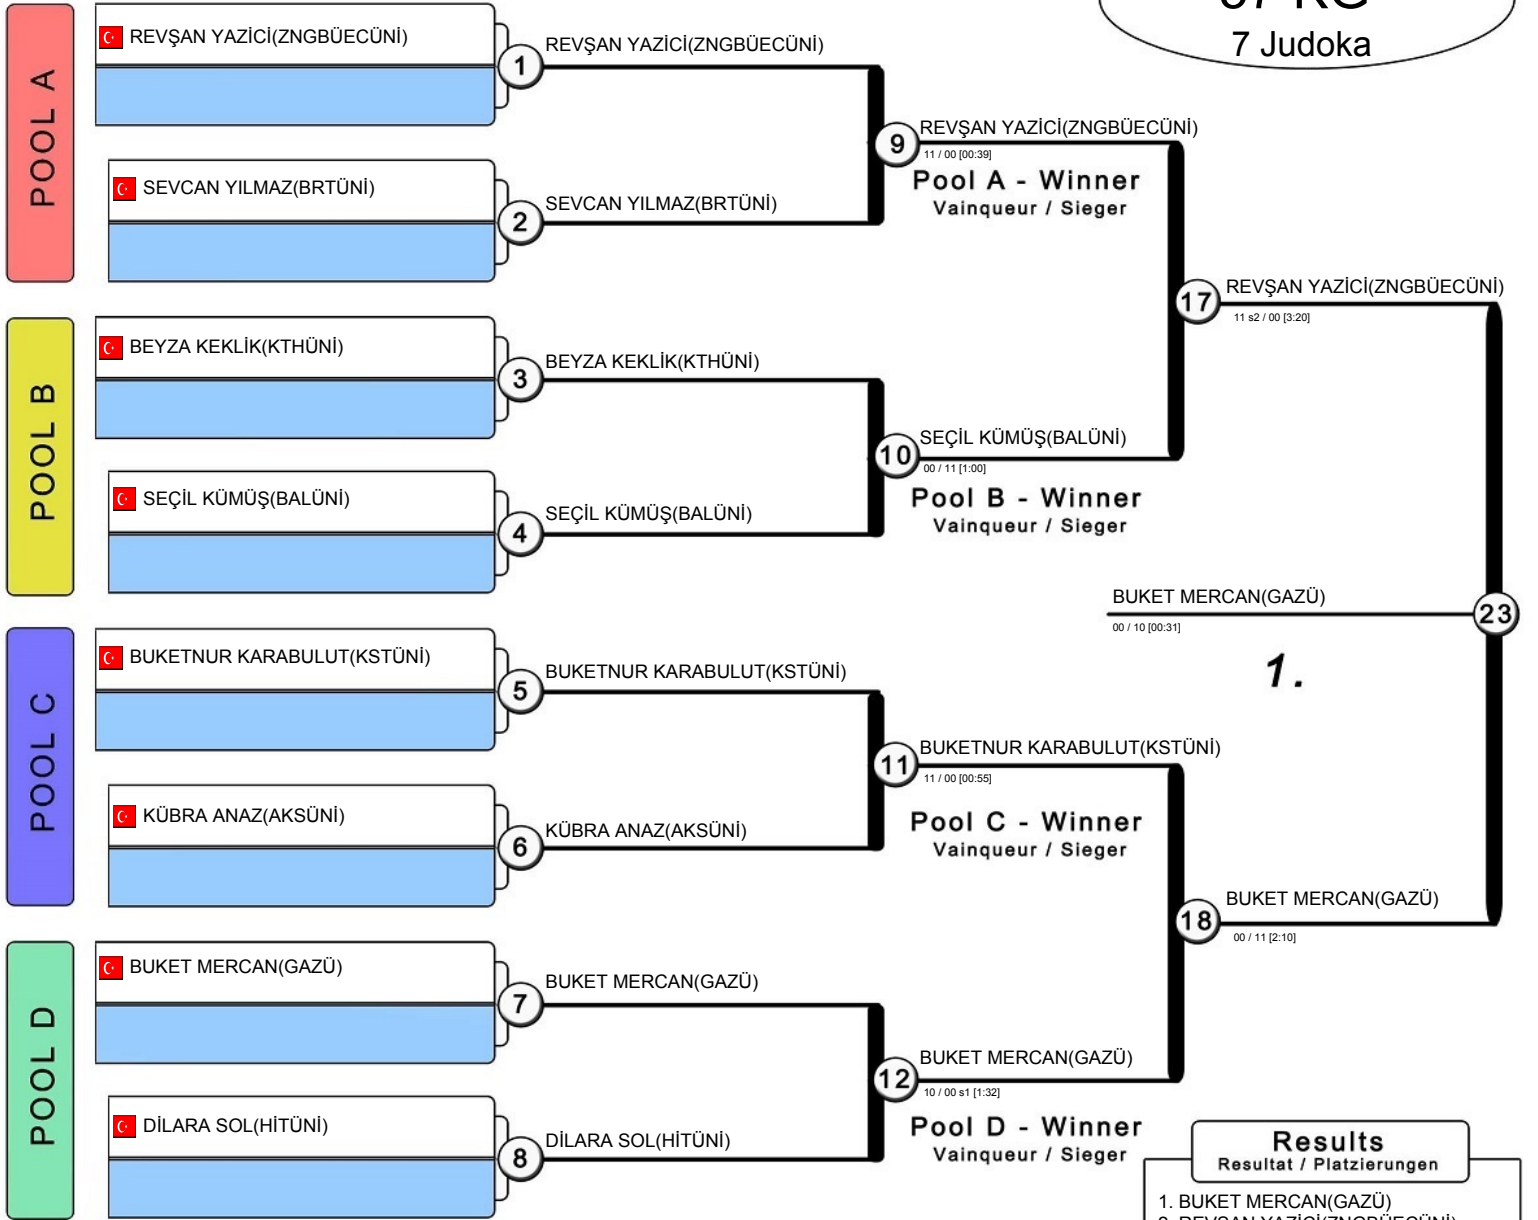 7 Judoka
POOL A
REVŞAN YAZİCİ(ZNGBÜECÜNİ)
1
REVŞAN YAZİCİ(ZNGBÜECÜNİ)
SEVCAN YILMAZ(BRTÜNİ)
2
SEVCAN YILMAZ(BRTÜNİ)
9
REVŞAN YAZİCİ(ZNGBÜECÜNİ)
11 / 00 [00:39]
Pool A - Winner
Vainqueur / Sieger
POOL B
BEYZA KEKLİK(KTHÜNİ)
3
BEYZA KEKLİK(KTHÜNİ)
SEÇİL KÜMÜŞ(BALÜNİ)
4
SEÇİL KÜMÜŞ(BALÜNİ)
10
SEÇİL KÜMÜŞ(BALÜNİ)
00 / 11 [1:00]
Pool B - Winner
Vainqueur / Sieger
17
REVŞAN YAZİCİ(ZNGBÜECÜNİ)
11 s2 / 00 [3:20]
POOL C
BUKETNUR KARABULUT(KSTÜNİ)
5
BUKETNUR KARABULUT(KSTÜNİ)
KÜBRA ANAZ(AKSÜNİ)
6
KÜBRA ANAZ(AKSÜNİ)
11
BUKETNUR KARABULUT(KSTÜNİ)
11 / 00 [00:55]
Pool C - Winner
Vainqueur / Sieger
POOL D
BUKET MERCAN(GAZÜ)
7
BUKET MERCAN(GAZÜ)
DİLARA SOL(HİTÜNİ)
8
DİLARA SOL(HİTÜNİ)
12
BUKET MERCAN(GAZÜ)
10 / 00 s1 [1:32]
Pool D - Winner
Vainqueur / Sieger
18
BUKET MERCAN(GAZÜ)
00 / 11 [2:10]
BUKET MERCAN(GAZÜ)
23
00 / 10 [00:31]
1.
Results
Resultat / Platzierungen
1. BUKET MERCAN(GAZÜ)
2. REVŞAN YAZİCİ(ZNGBÜECÜNİ)